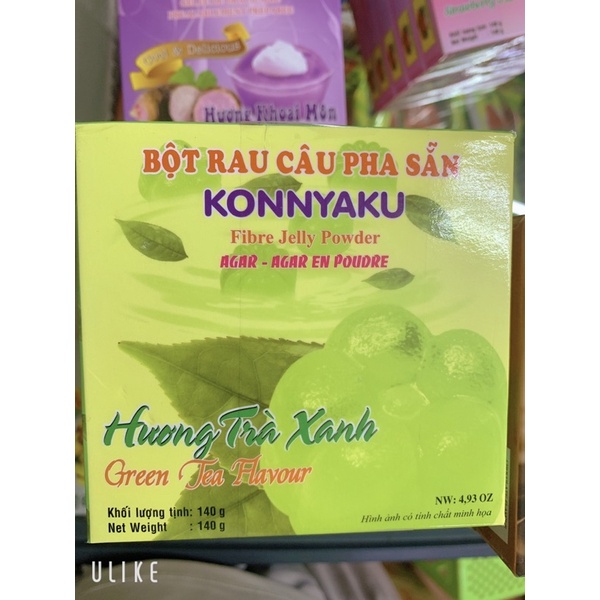 Good & Delicious
Hương Khoai Môn
BỘT RAU CÂU PHA SẴN
KONNYAKU
Fibre Jelly Powder
AGAR - AGAR EN POUDRE
Hương Trà Xanh
Green Tea Flavour
Khối lượng tịnh: 140 g
Net Weight : 140 g
NW: 4,93 OZ
Hình ảnh có tính chất minh họa
ULIKE